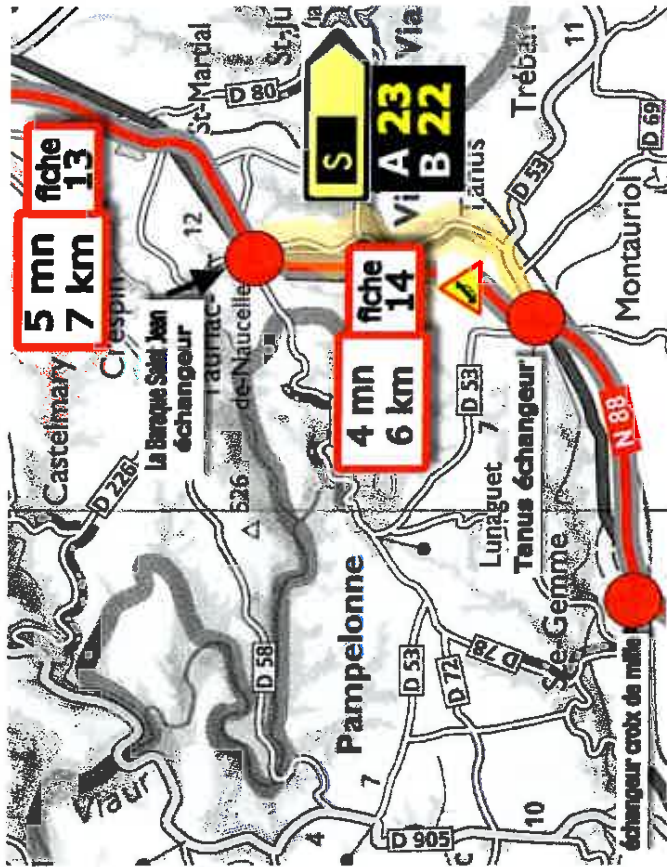 Castelmary
Crespin
D 226
5 mn
7 km
fiche
13
12
St-Martial
D 80
St-Ju
La Baraque Saint Jean
échangeur
Tauriac-
de-Naucelle
526
S
A 23
B 22
Via
Tanus
Viaur
D 58
Pampelonne
4 mn
6 km
fiche
14
D 53
7
Lunaguet
Tanus échangeur
D 53
Tréban
11
D 69
Montauriol
N 88
4
7
D 53
D 72
D 78
Ste-Gemme
D 905
10
échangeur croix de mille